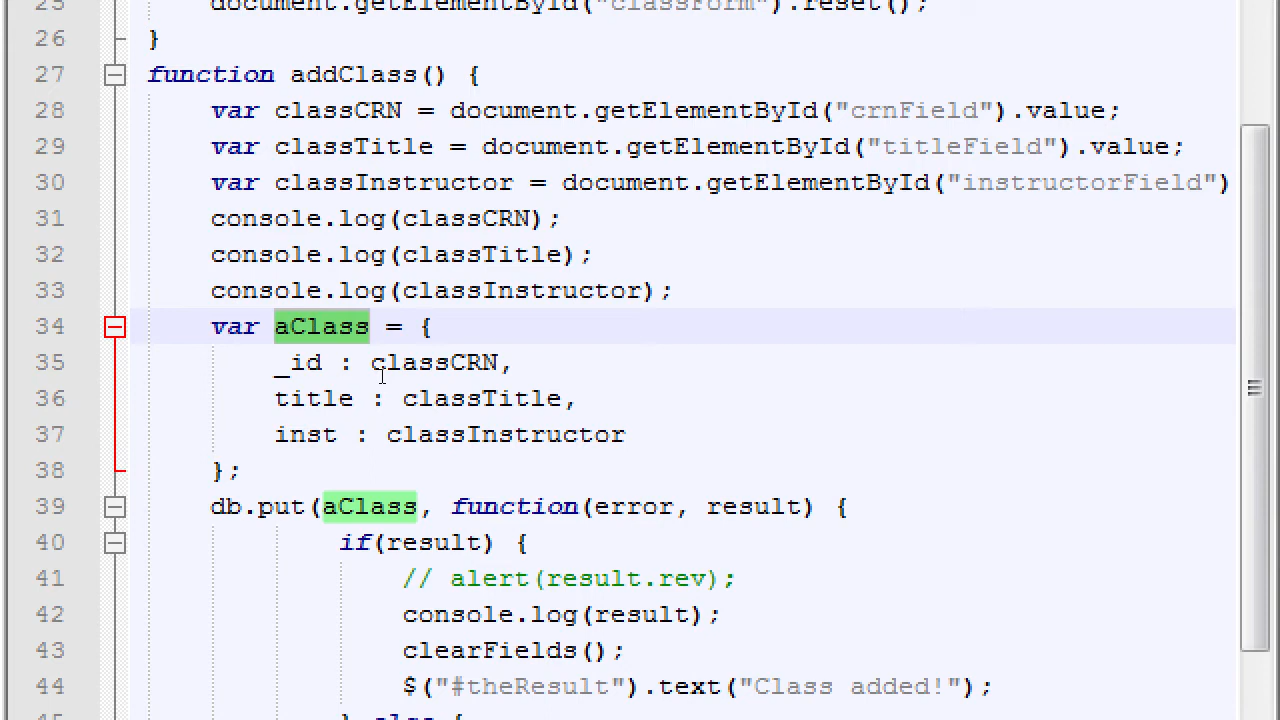 25 document.getElementById("classForm").reset();
26 }
27 function addClass() {
28 var classCRN = document.getElementById("crnField").value;
29 var classTitle = document.getElementById("titleField").value;
30 var classInstructor = document.getElementById("instructorField")
31 console.log(classCRN);
32 console.log(classTitle);
33 console.log(classInstructor);
34 var aClass = {
35 _id : classCRN,
36 title : classTitle,
37 inst : classInstructor
38 };
39 db.put(aClass, function(error, result) {
40 if(result) {
41 // alert(result.rev);
42 console.log(result);
43 clearFields();
44 $("#theResult").text("Class added!");
45 } else {